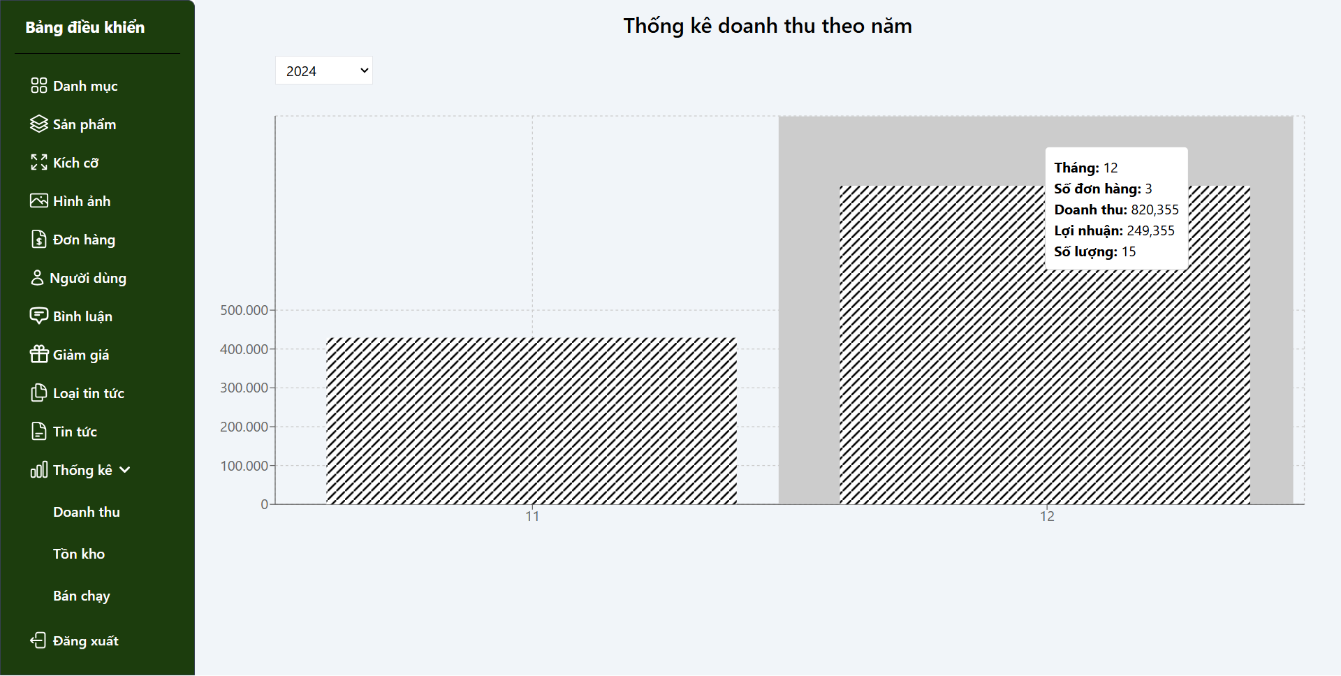 Bảng điều khiển
Danh mục
Sản phẩm
Kích cỡ
Hình ảnh
Đơn hàng
Người dùng
Bình luận
Giảm giá
Loại tin tức
Tin tức
Thống kê
Doanh thu
Tồn kho
Bán chạy
Đăng xuất
Thống kê doanh thu theo năm
2024
500.000
400.000
300.000
200.000
100.000
0
11
12
Tháng: 12
Số đơn hàng: 3
Doanh thu: 820,355
Lợi nhuận: 249,355
Số lượng: 15